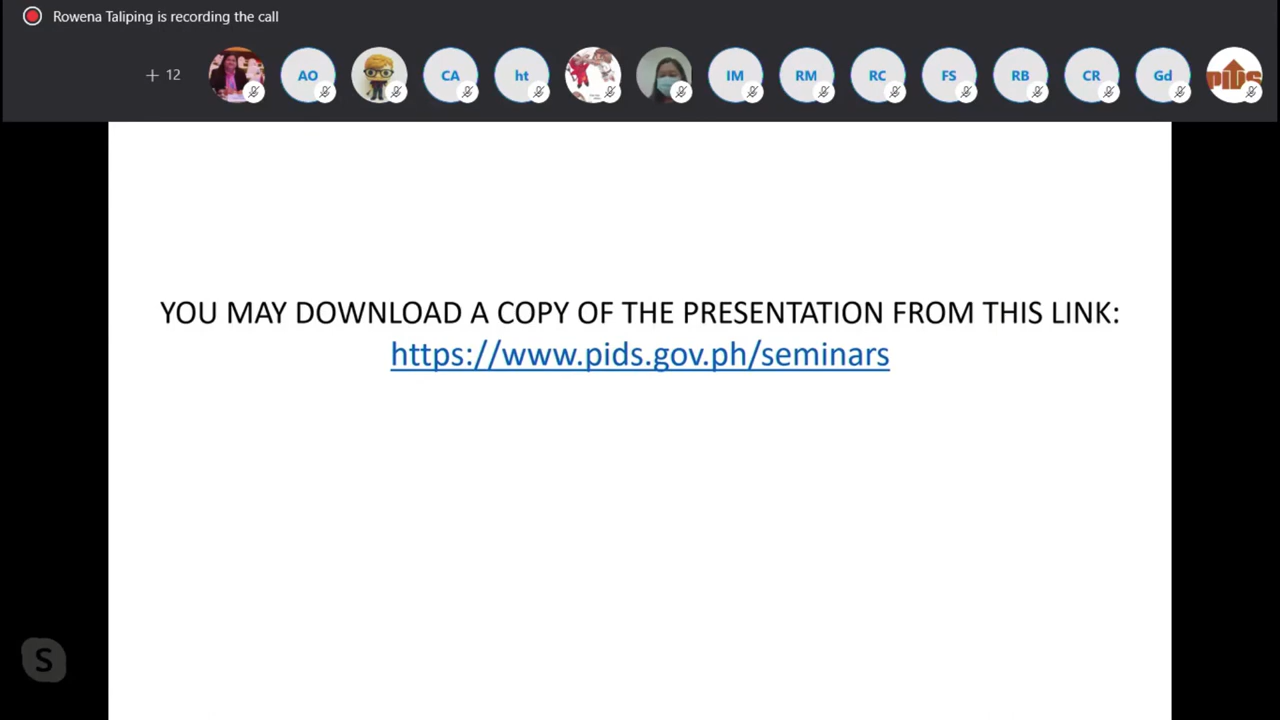 Rowena Taliping is recording the call
+ 12
AO
CA
ht
IM
RM
RC
FS
RB
CR
Gd
PIDS
YOU MAY DOWNLOAD A COPY OF THE PRESENTATION FROM THIS LINK:
https://www.pids.gov.ph/seminars
S